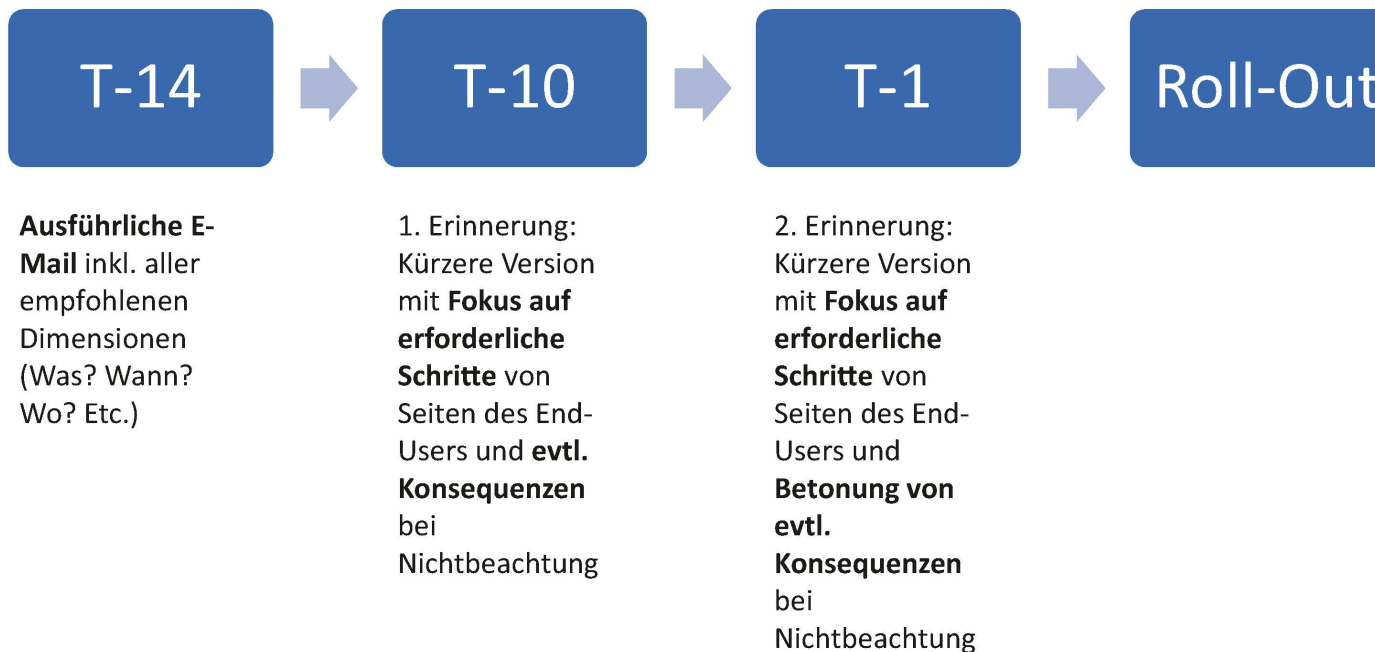 T-14
T-10
T-1
Roll-Out
Ausführliche E-
Mail inkl. aller
empfohlenen
Dimensionen
(Was? Wann?
Wo? Etc.)
1. Erinnerung:
Kürzere Version
mit Fokus auf
erforderliche
Schritte von
Seiten des End-
Users und evtl.
Konsequenzen
bei
Nichtbeachtung
2. Erinnerung:
Kürzere Version
mit Fokus auf
erforderliche
Schritte von
Seiten des End-
Users und
Betonung von
evtl.
Konsequenzen
bei
Nichtbeachtung